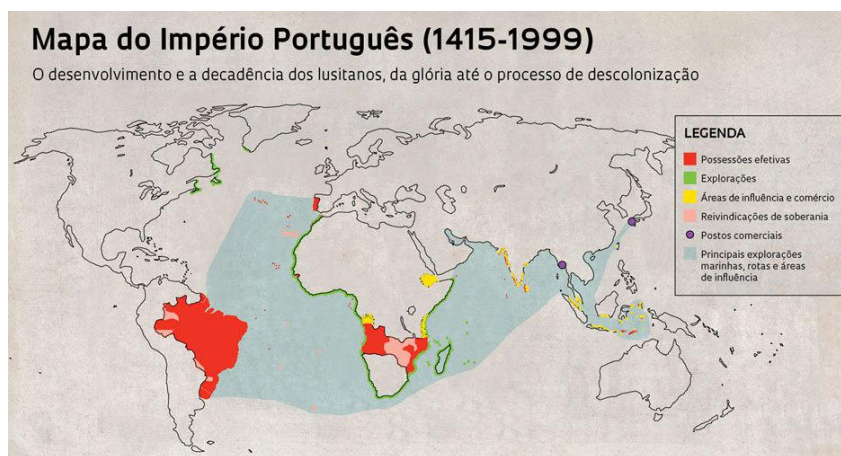 Mapa do Império Português (1415-1999)
O desenvolvimento e a decadência dos lusitanos, da glória até o processo de descolonização
LEGENDA
Possessões efetivas
Explorações
Áreas de influência e comércio
Reivindicações de soberania
Postos comerciais
Principais explorações
marinhas, rotas e áreas
de influência